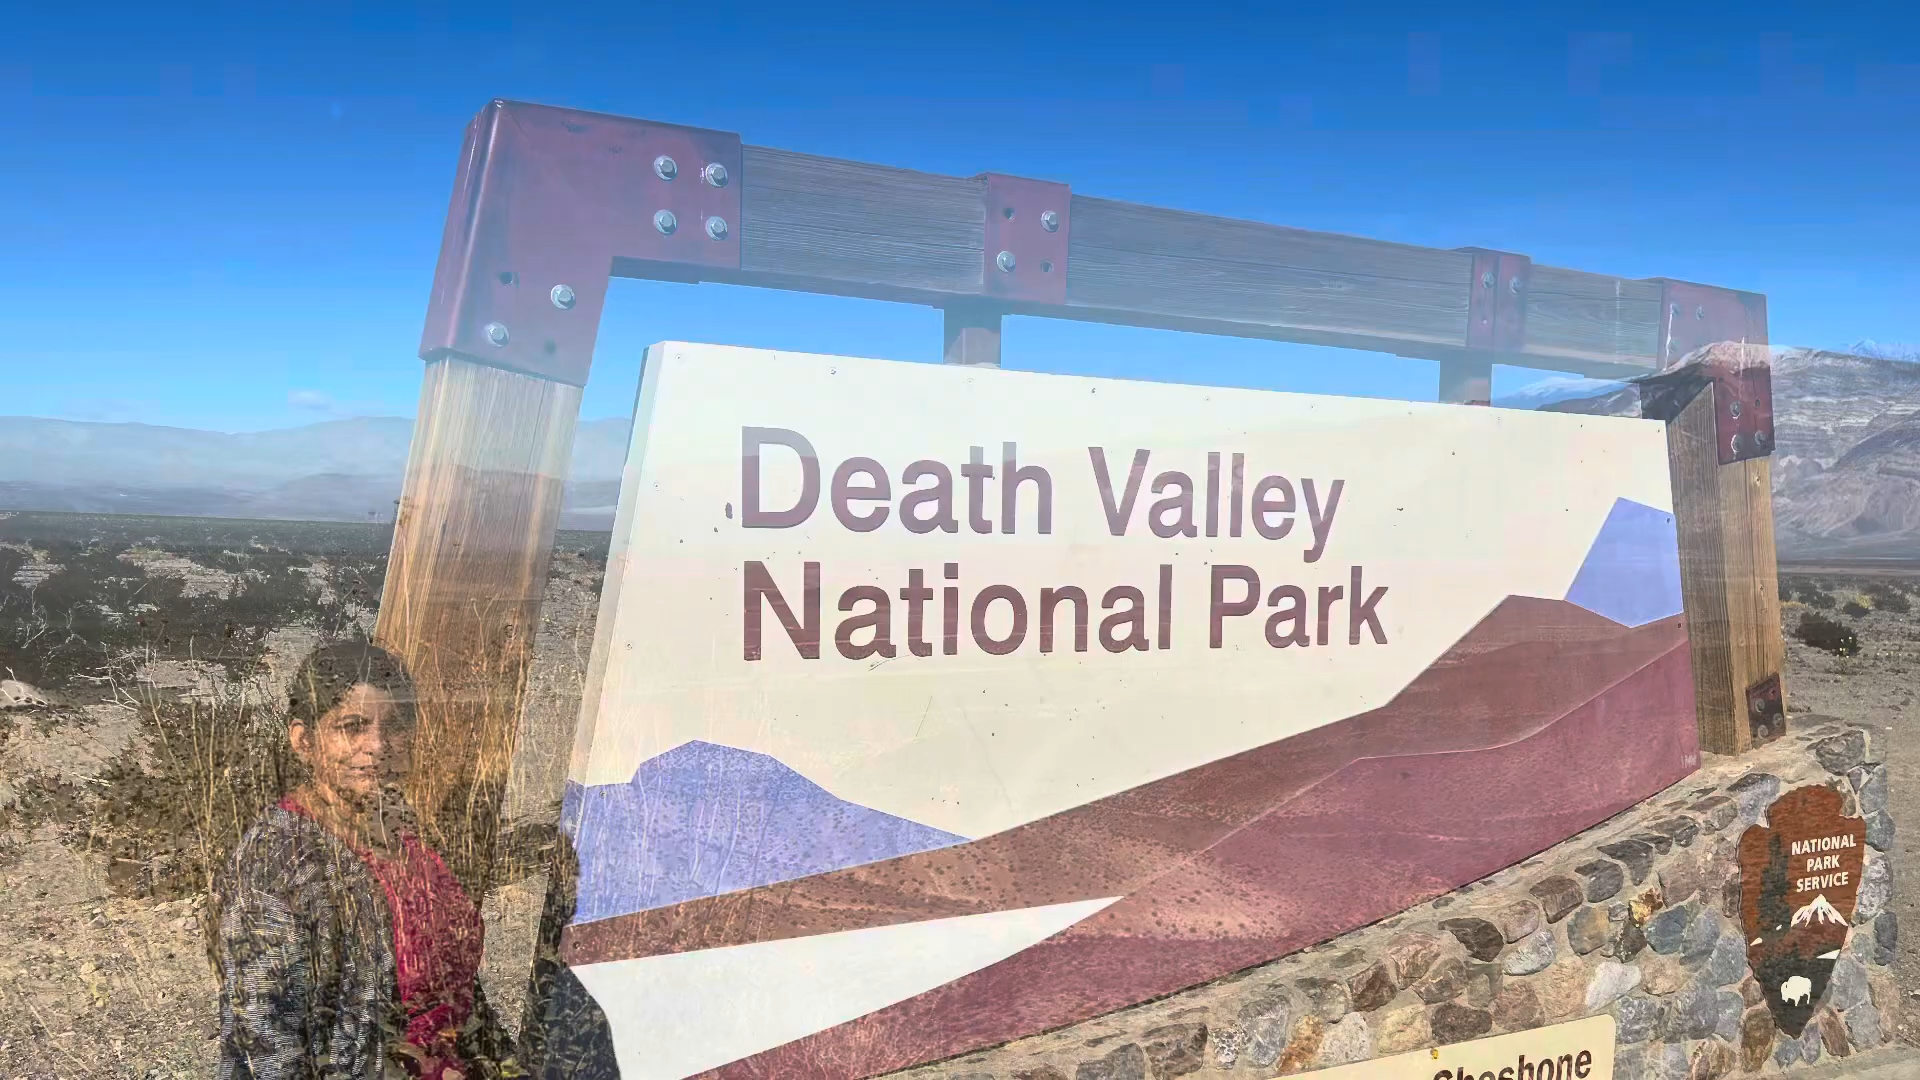 Death Valley
National Park
NATIONAL
PARK
SERVICE
Shoshone